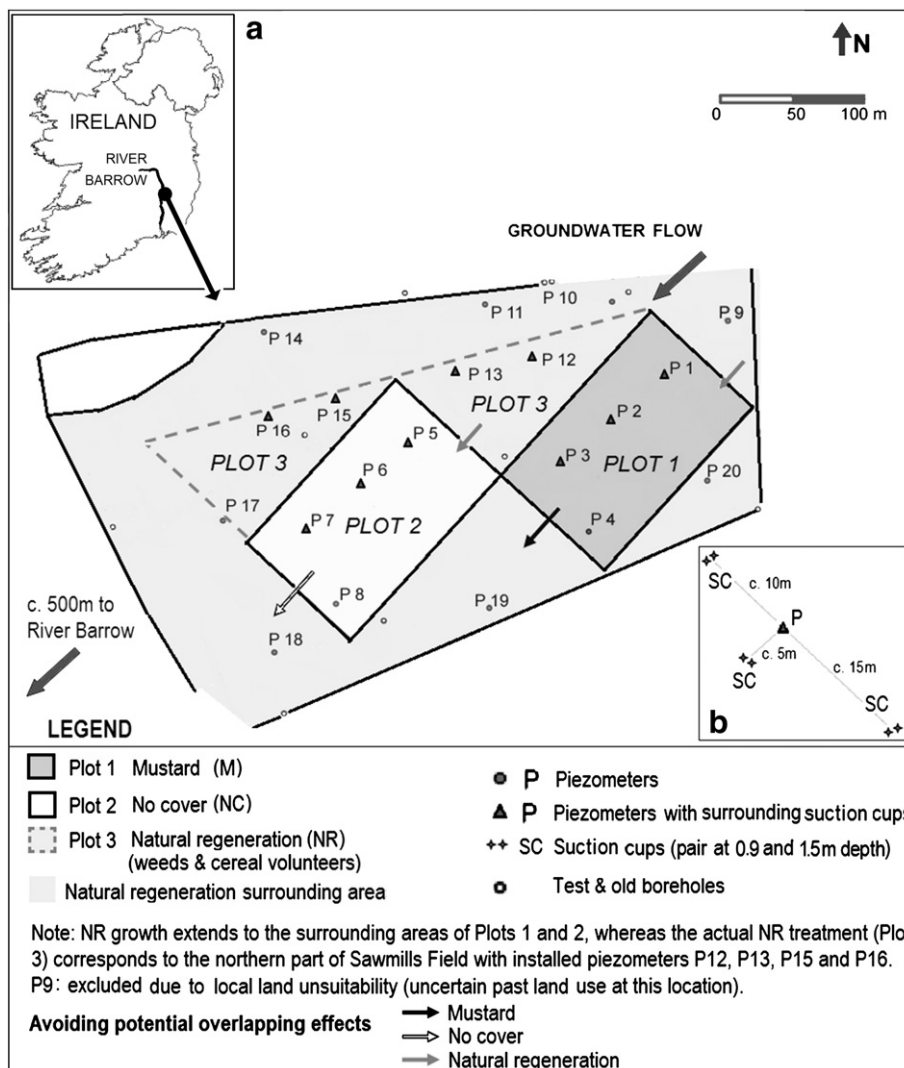 a
IRELAND
RIVER
BARROW
N
0 50 100 m
GROUNDWATER FLOW
P 10
P 11
P 9
P 14
P 12
P 13
P 1
PLOT 3
P 2
P 15
P 16
P 5
P 3
PLOT 1
PLOT 3
P 6
P 20
P 17
P 7
PLOT 2
P 4
P 8
P 19
P 18
c. 500m to
River Barrow
SC
c. 10m
P
c. 5m
c. 15m
SC
SC
b
LEGEND
Plot 1 Mustard (M)
Plot 2 No cover (NC)
Plot 3 Natural regeneration (NR)
(weeds & cereal volunteers)
Natural regeneration surrounding area
P Piezometers
P Piezometers with surrounding suction cups
SC Suction cups (pair at 0.9 and 1.5m depth)
Test & old boreholes
Note: NR growth extends to the surrounding areas of Plots 1 and 2, whereas the actual NR treatment (Plo
3) corresponds to the northern part of Sawmills Field with installed piezometers P12, P13, P15 and P16.
P9: excluded due to local land unsuitability (uncertain past land use at this location).
Avoiding potential overlapping effects
Mustard
No cover
Natural regeneration